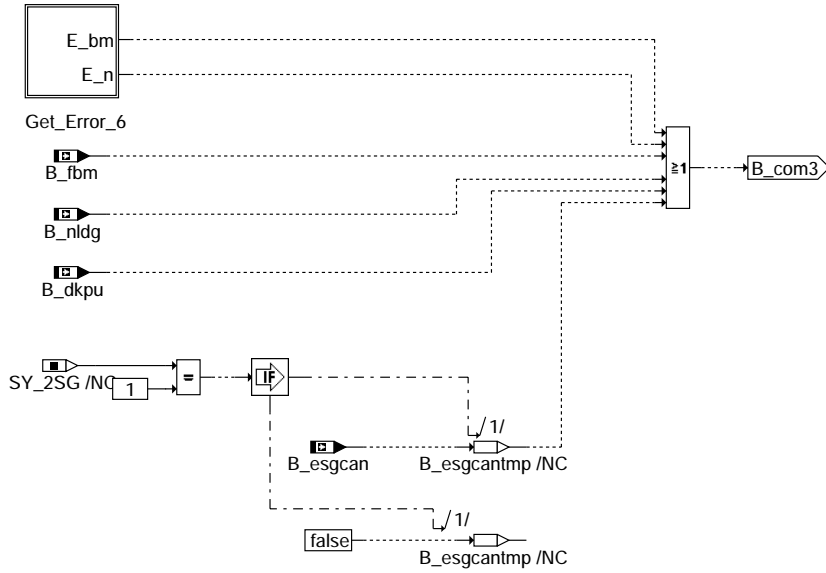 E_bm
E_n
Get_Error_6
B_fbm
≧1
B_com3
B_nldg
B_dkpu
SY_2SG /NC
1
=
IF
/1/
B_esgcan
B_esgcantmp /NC
/1/
false
B_esgcantmp /NC